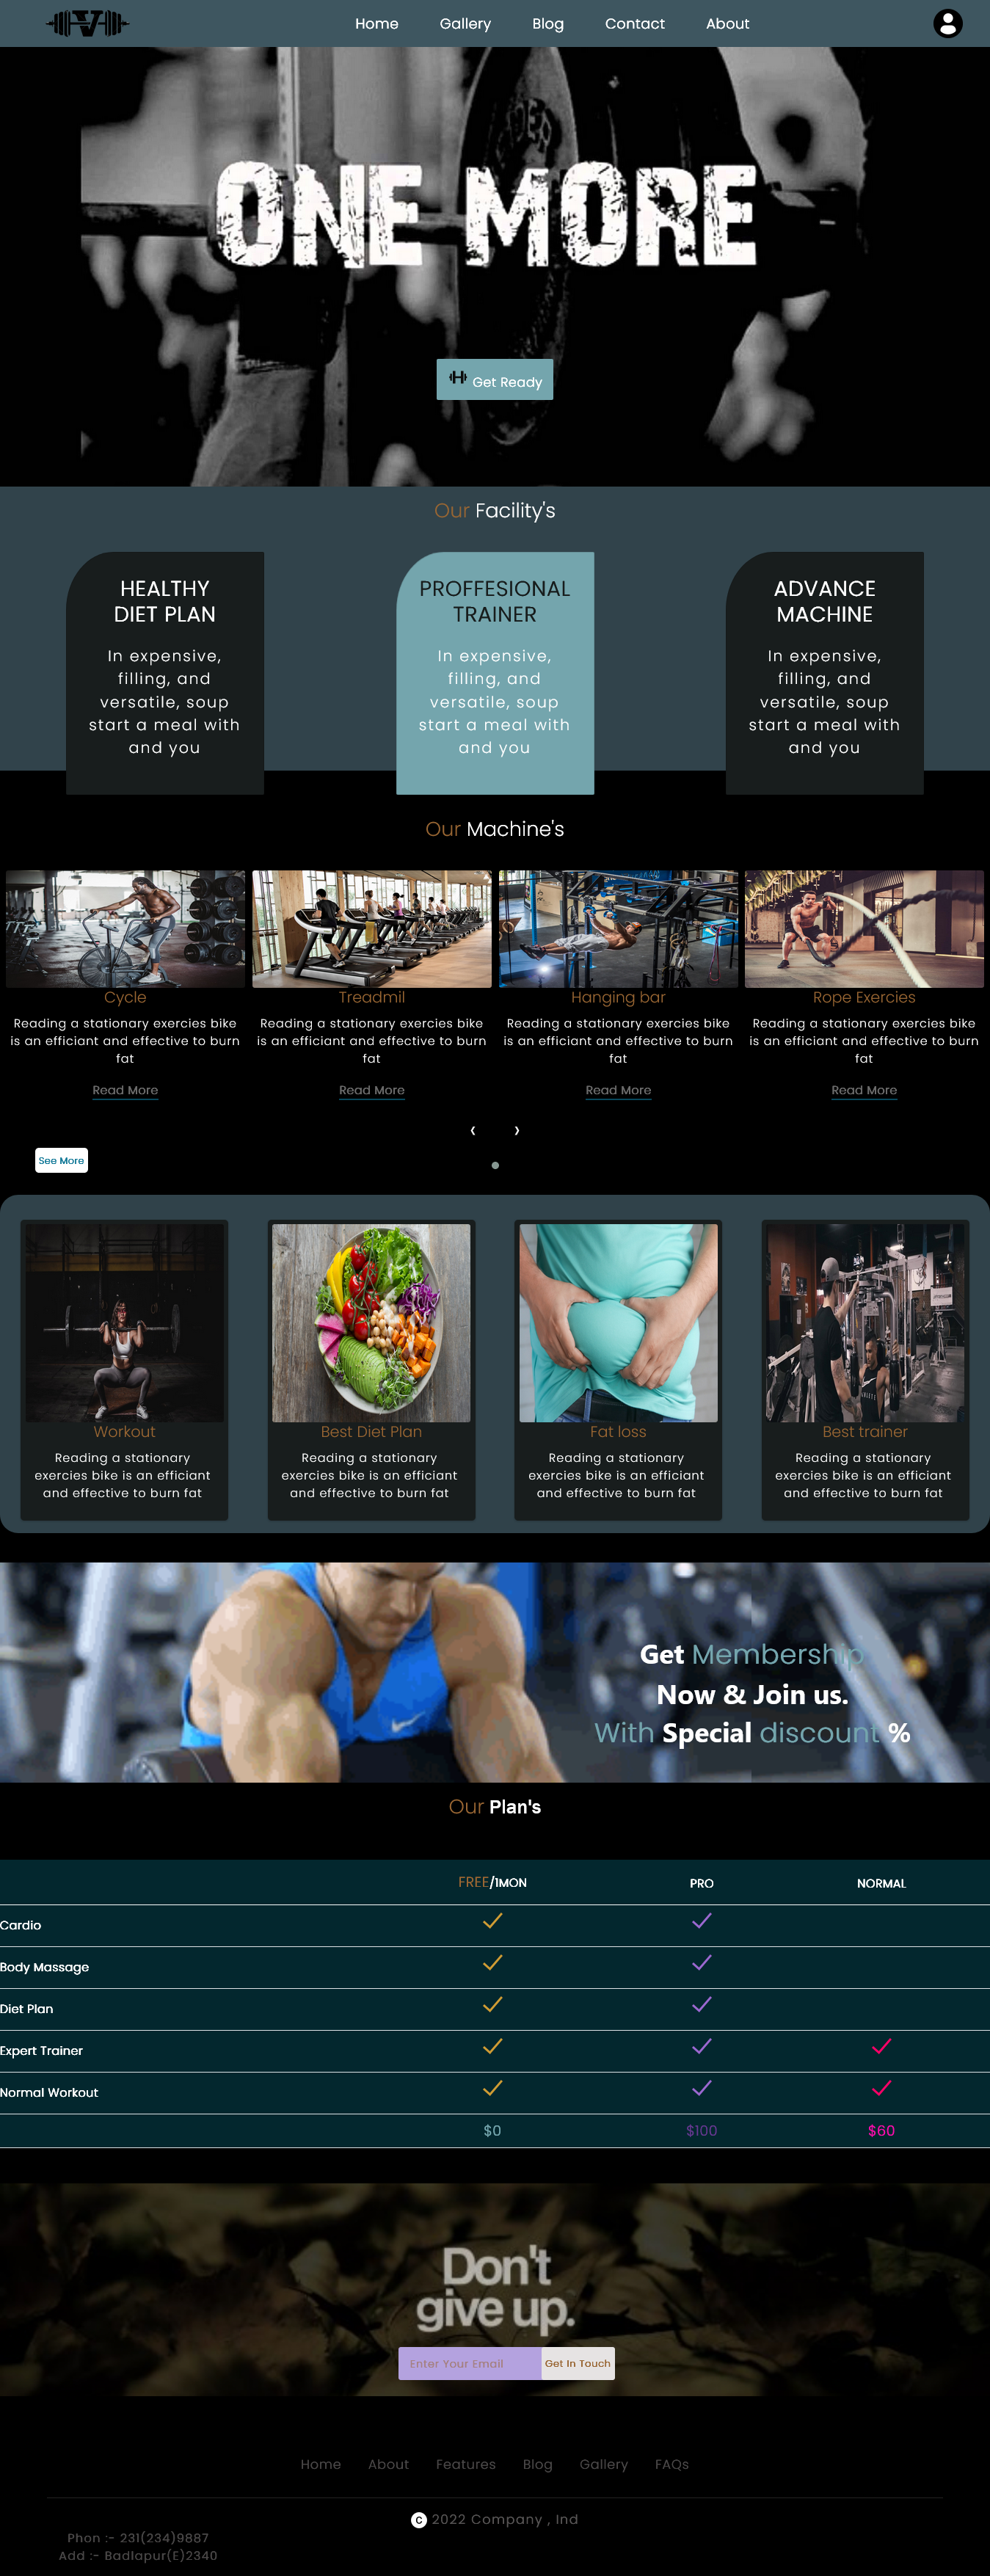 V
Home Gallery Blog Contact About
ONE MORE
Get Ready
Our Facility's
HEALTHY
DIET PLAN
In expensive,
filling, and
versatile, soup
start a meal with
and you
PROFFESIONAL
TRAINER
In expensive,
filling, and
versatile, soup
start a meal with
and you
ADVANCE
MACHINE
In expensive,
filling, and
versatile, soup
start a meal with
and you
Our Machine's
Cycle
Reading a stationary exercies bike
is an efficiant and effective to burn
fat
Read More
Treadmil
Reading a stationary exercies bike
is an efficiant and effective to burn
fat
Read More
Hanging bar
Reading a stationary exercies bike
is an efficiant and effective to burn
fat
Read More
Rope Exercies
Reading a stationary exercies bike
is an efficiant and effective to burn
fat
Read More
‹ ›
See More
Workout
Reading a stationary
exercies bike is an efficiant
and effective to burn fat
Best Diet Plan
Reading a stationary
exercies bike is an efficiant
and effective to burn fat
Fat loss
Reading a stationary
exercies bike is an efficiant
and effective to burn fat
Best trainer
Reading a stationary
exercies bike is an efficiant
and effective to burn fat
Get Membership
Now & Join us.
With Special discount %
Our Plan's
FREE/1MON PRO NORMAL
Cardio
Body Massage
Diet Plan
Expert Trainer
Normal Workout
$0 $100 $60
Don't
give up.
Enter Your Email Get In Touch
Home About Features Blog Gallery FAQs
C 2022 Company , Ind
Phon :- 231(234)9887
Add :- Badlapur(E)2340